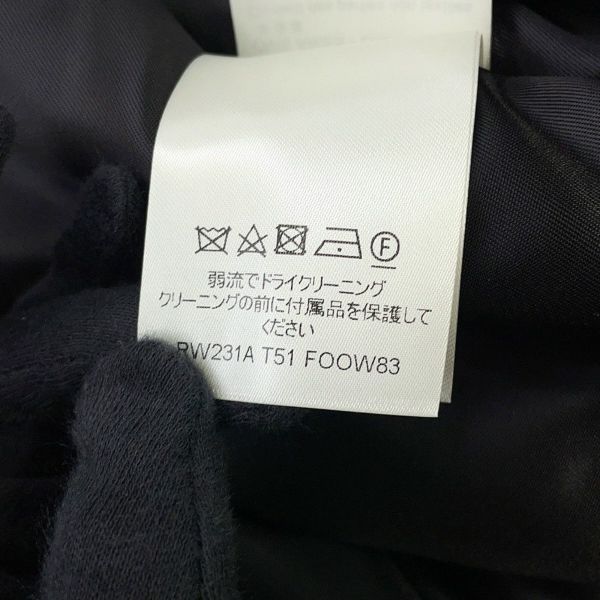 F
弱流でドライクリーニング
クリーニングの前に付属品を保護して
ください
RW231A T51 FOOW83